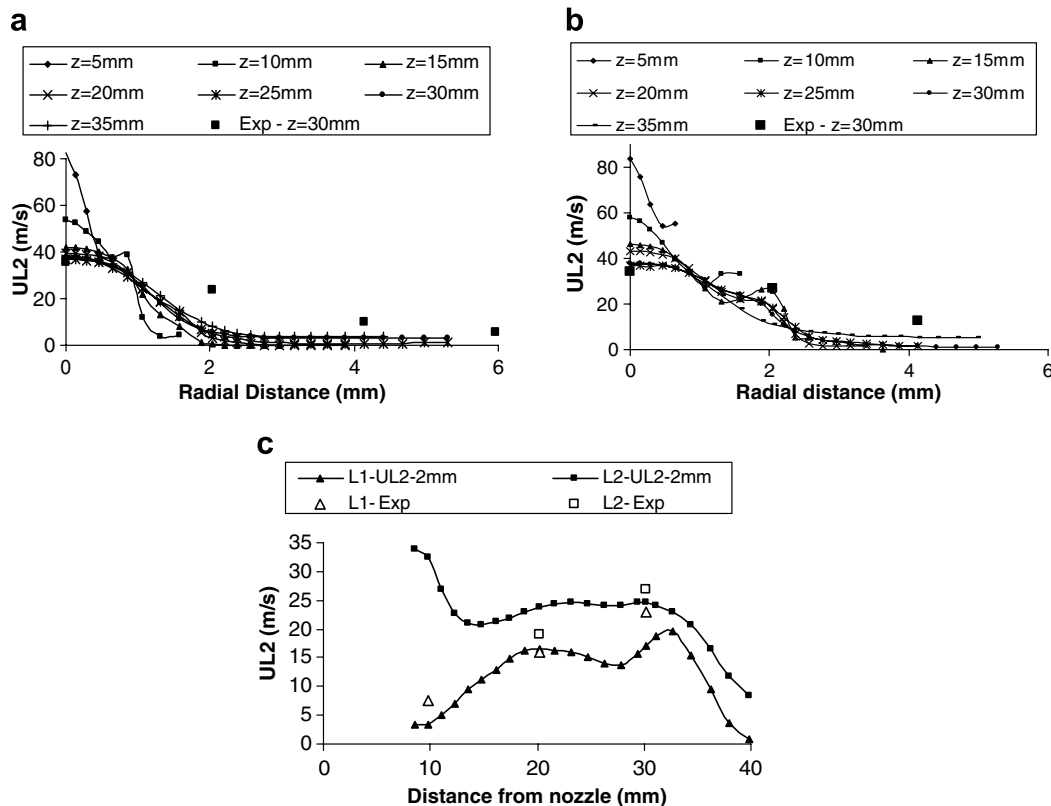 a
z=5mm z=10mm z=15mm
z=20mm z=25mm z=30mm
z=35mm Exp - z=30mm
80
60
40
20
0
UL2 (m/s)
0 2 4 6
Radial Distance (mm)
b
z=5mm z=10mm z=15mm
z=20mm z=25mm z=30mm
z=35mm Exp - z=30mm
80
60
40
20
0
UL2 (m/s)
0 2 4 6
Radial distance (mm)
c
L1-UL2-2mm L2-UL2-2mm
L1-Exp L2-Exp
35
30
25
20
15
10
5
0
UL2 (m/s)
0 10 20 30 40
Distance from nozzle (mm)